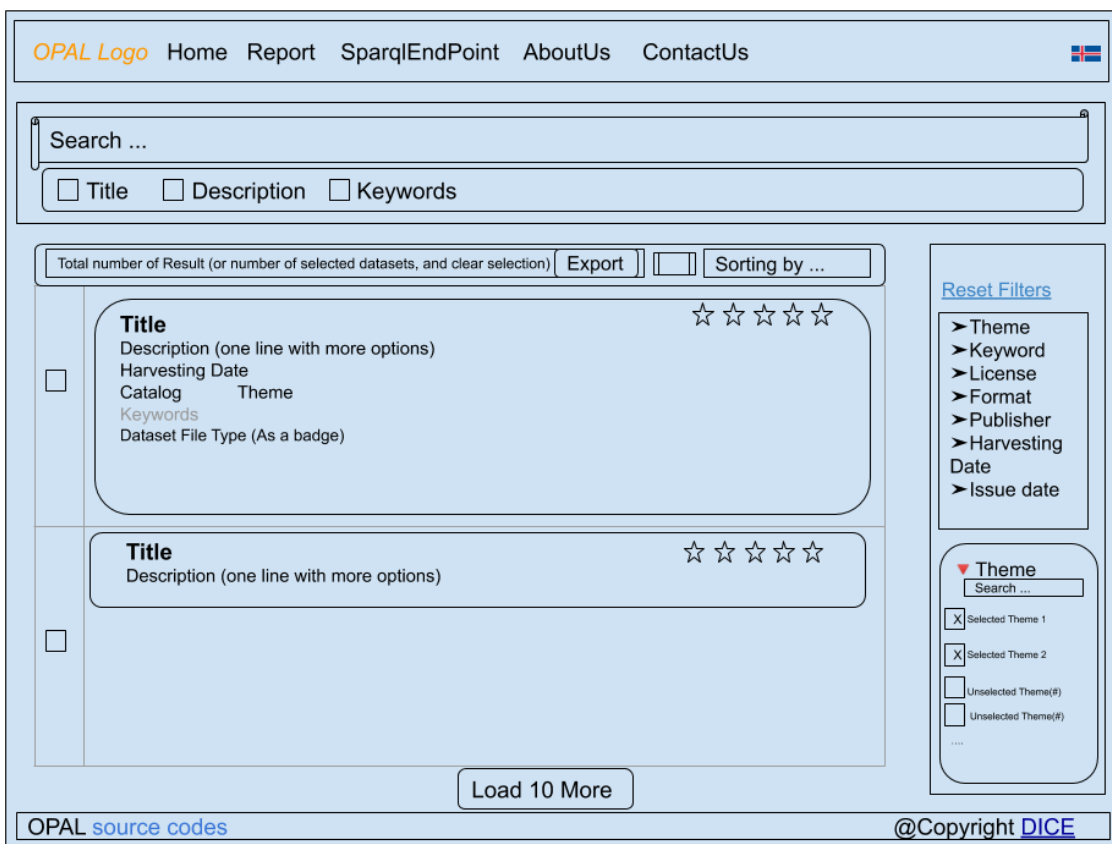 OPAL Logo Home Report SparqlEndPoint AboutUs ContactUs
Search ...
Title Description Keywords
Total number of Result (or number of selected datasets, and clear selection) Export Sorting by ...
Title
Description (one line with more options)
Harvesting Date
Catalog Theme
Keywords
Dataset File Type (As a badge)
Title
Description (one line with more options)
Load 10 More
Reset Filters
➤Theme
➤Keyword
➤License
➤Format
➤Publisher
➤Harvesting
Date
➤Issue date
Theme
Search ...
X Selected Theme 1
X Selected Theme 2
Unselected Theme(#)
Unselected Theme(#)
....
OPAL source codes @Copyright DICE